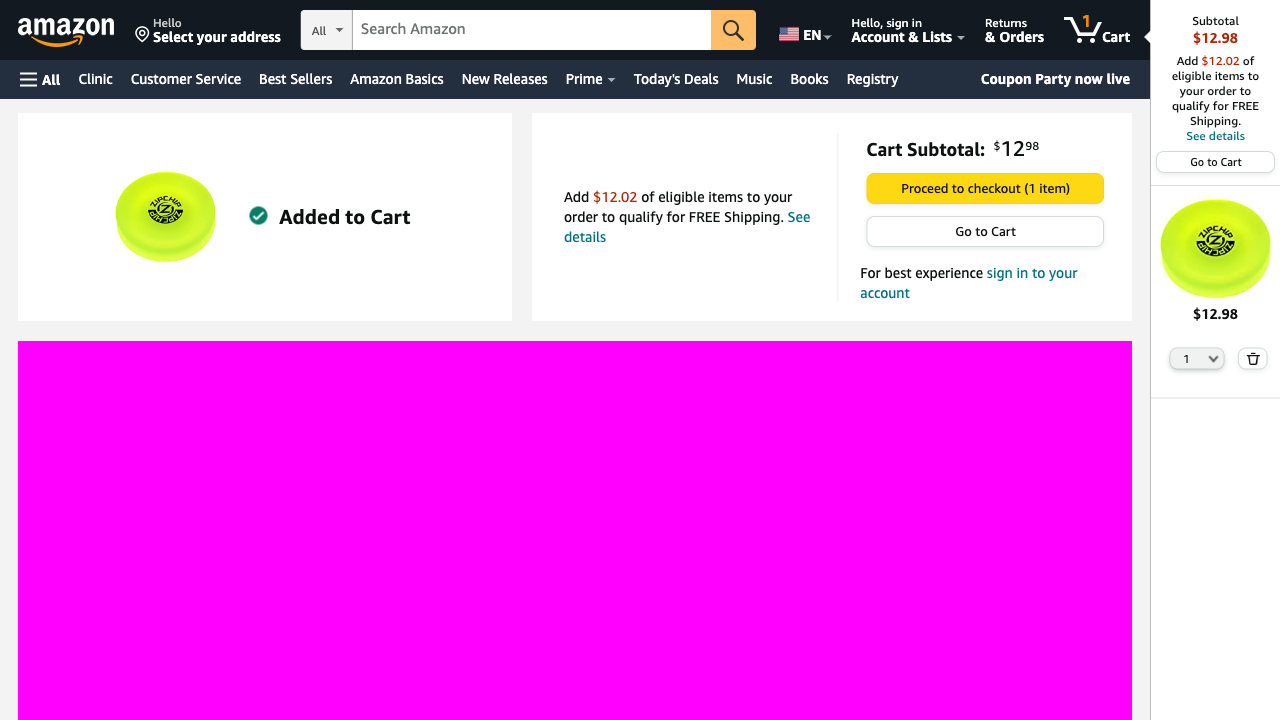 amazon
Hello
Select your address
All
Search Amazon
EN
Hello, sign in
Account & Lists
Returns
& Orders
1
Cart
All
Clinic
Customer Service
Best Sellers
Amazon Basics
New Releases
Prime
Today's Deals
Music
Books
Registry
Coupon Party now live
ZIPCHIP
Z
ZIPCHIP
Added to Cart
Add $12.02 of eligible items to your
order to qualify for FREE Shipping. See
details
Cart Subtotal: $12 98
Proceed to checkout (1 item)
Go to Cart
For best experience sign in to your
account
Subtotal
$12.98
Add $12.02 of
eligible items to
your order to
qualify for FREE
Shipping.
See details
Go to Cart
ZIPCHIP
Z
ZIPCHIP
$12.98
1